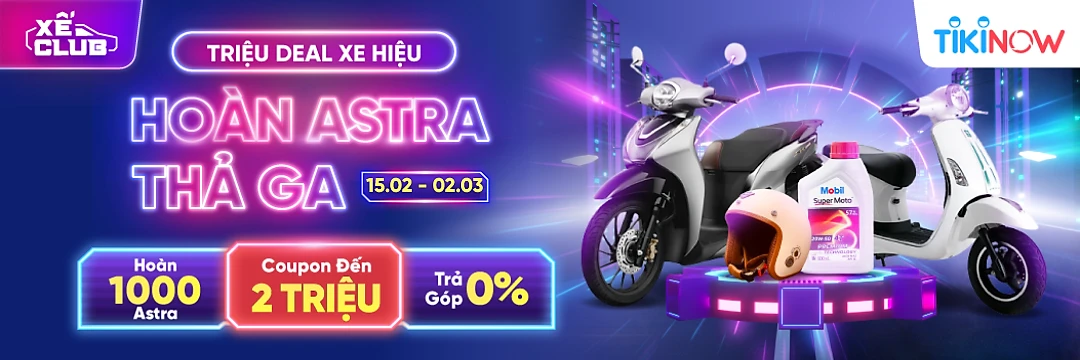 XẾ
CLUB
TRIỆU DEAL XE HIỆU
HOÀN ASTRA
THẢ GA
15.02 - 02.03
Hoàn
1000
Astra
Coupon Đến
2 TRIỆU
Trả
Góp
0%
TIKINOW
Mobil
Super Moto